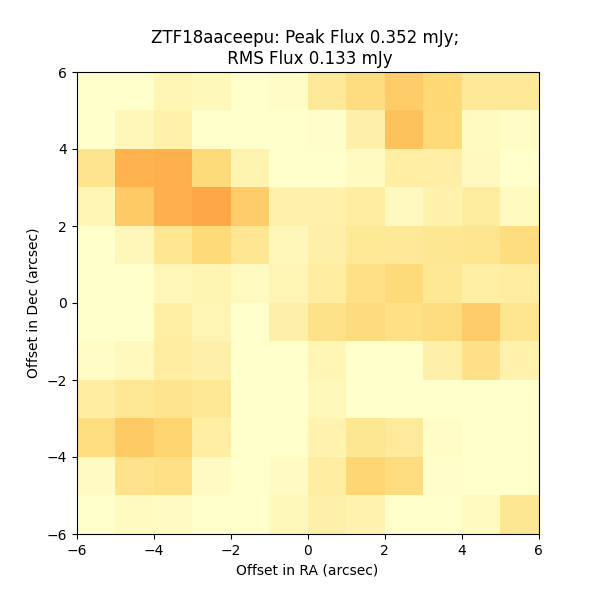 ZTF18aaceepu: Peak Flux 0.352 mJy;
RMS Flux 0.133 mJy
6
4
2
0
−2
−4
−6
Offset in Dec (arcsec)
−6 −4 −2 0 2 4 6
Offset in RA (arcsec)